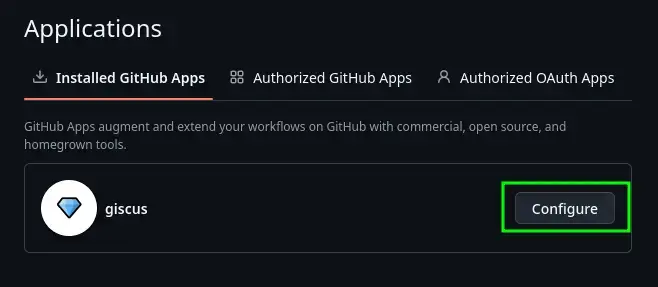 Applications
Installed GitHub Apps
Authorized GitHub Apps
Authorized OAuth Apps
GitHub Apps augment and extend your workflows on GitHub with commercial, open source, and
homegrown tools.
giscus
Configure